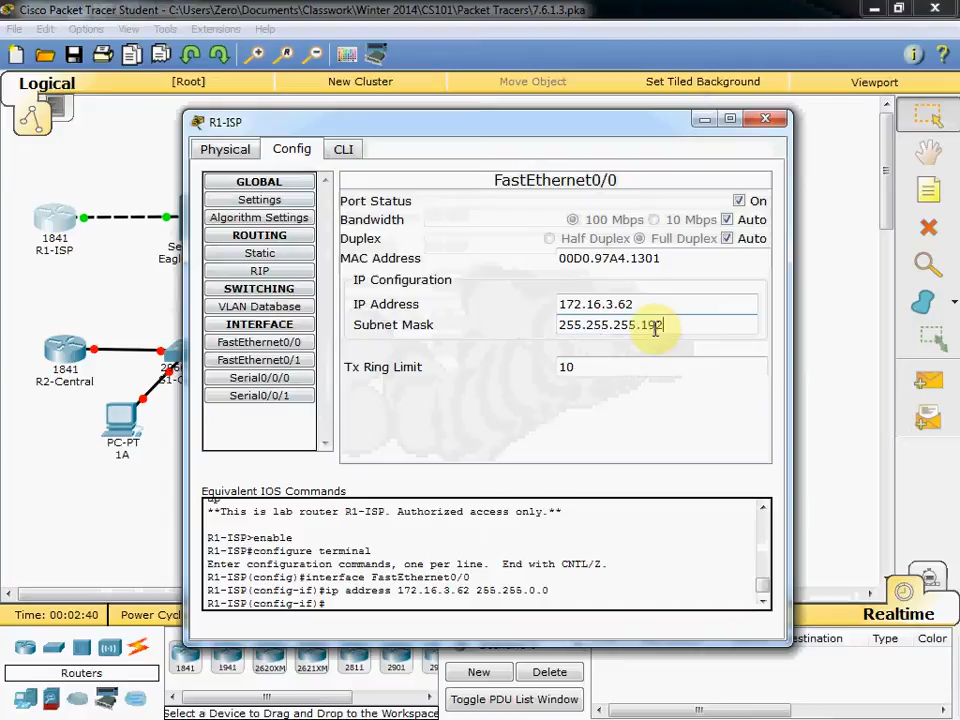 Cisco Packet Tracer Student - C:\Users\Zero\Documents\Classwork\Winter 2014\CS101\Packet Tracers\7.6.1.3.pka
File Edit Options View Tools Extensions Help
Logical [Root] New Cluster Move Object Set Tiled Background Viewport
R1-ISP
Physical Config CLI
GLOBAL
Settings
Algorithm Settings
ROUTING
Static
RIP
SWITCHING
VLAN Database
INTERFACE
FastEthernet0/0
FastEthernet0/1
Serial0/0/0
Serial0/0/1
FastEthernet0/0
Port Status On
Bandwidth 100 Mbps 10 Mbps Auto
Duplex Half Duplex Full Duplex Auto
MAC Address 00D0.97A4.1301
IP Configuration
IP Address 172.16.3.62
Subnet Mask 255.255.255.192
Tx Ring Limit 10
1841
R1-ISP
Se
Eagl
1841
R2-Central
S1-C
PC-PT
1A
Equivalent IOS Commands
up
**This is lab router R1-ISP. Authorized access only.**
R1-ISP>enable
R1-ISP#configure terminal
Enter configuration commands, one per line. End with CNTL/Z.
R1-ISP(config)#interface FastEthernet0/0
R1-ISP(config-if)#ip address 172.16.3.62 255.255.0.0
R1-ISP(config-if)#
Time: 00:02:40 Power Cycl
Realtime
Routers
1841 1941 2620XM 2621XM 2811 2901 29
Select a Device to Drag and Drop to the Workspace
New Delete
Toggle PDU List Window
stination Type Color